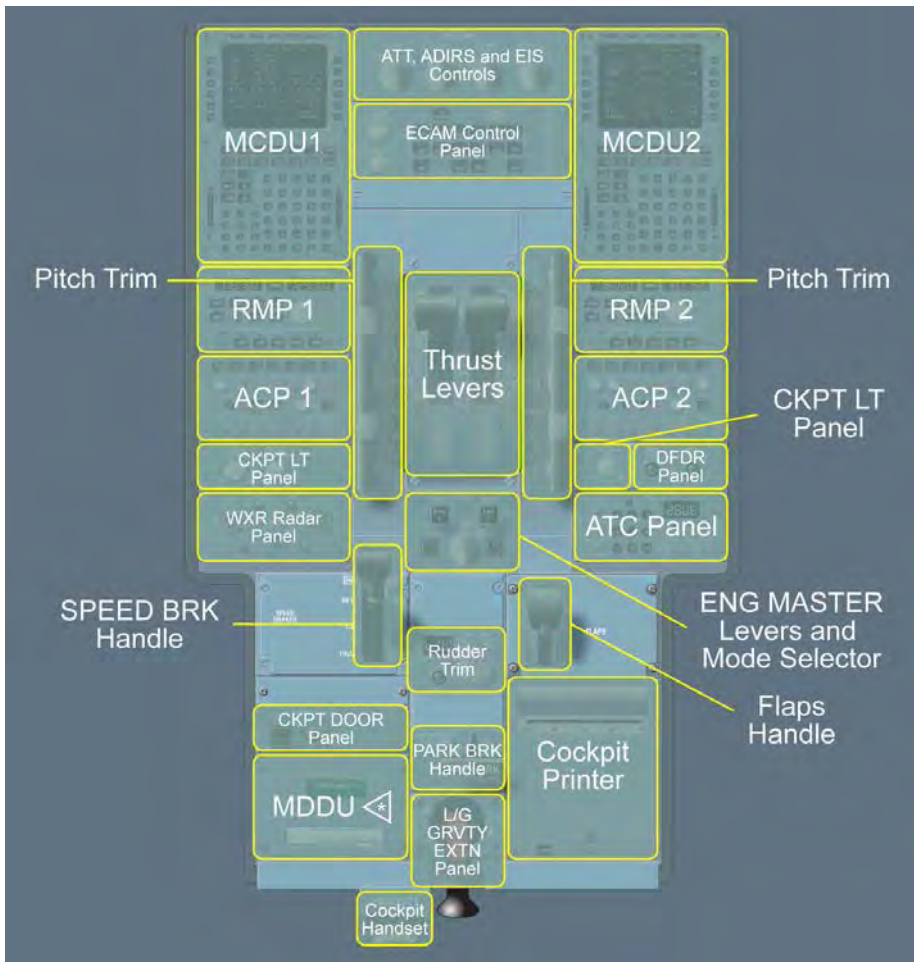 ATT, ADIRS and EIS
Controls
MCDU1
ECAM Control
Panel
MCDU2
Pitch Trim
Pitch Trim
RMP 1
Thrust
Levers
RMP 2
ACP 1
ACP 2
CKPT LT
Panel
CKPT LT
Panel
DFDR
Panel
WXR Radar
Panel
ATC Panel
SPEED BRK
Handle
FLAPS
ENG MASTER
Levers and
Mode Selector
Rudder
Trim
Flaps
Handle
CKPT DOOR
Panel
PARK BRK
Handle
Cockpit
Printer
MDDU
*
L/G
GRVTY
EXTN
Panel
Cockpit
Handset